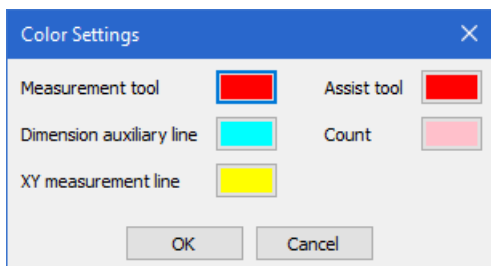 Color Settings
Measurement tool Assist tool
Dimension auxiliary line Count
XY measurement line
OK Cancel